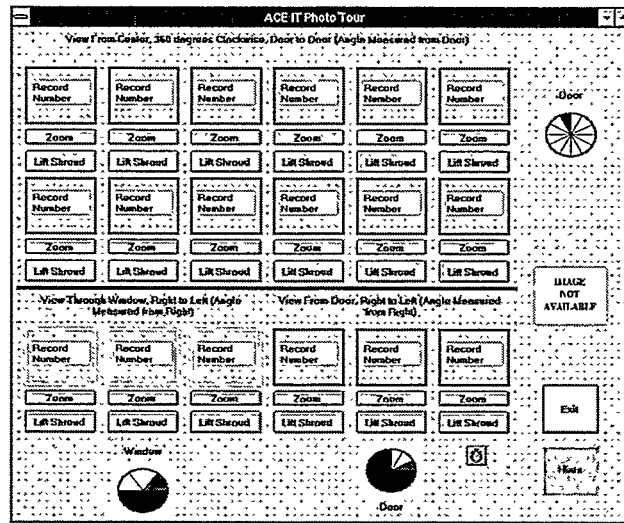 ACE IT Photo Tour
View From Center, 360 degrees Clockwise, Door to Door (Angle Measured from Door)
Record Number Record Number Record Number Record Number Record Number Record Number
Door
Zoom Zoom Zoom Zoom Zoom Zoom
Lift Shroud Lift Shroud Lift Shroud Lift Shroud Lift Shroud Lift Shroud
Record Number Record Number Record Number Record Number Record Number Record Number
Zoom Zoom Zoom Zoom Zoom Zoom
Lift Shroud Lift Shroud Lift Shroud Lift Shroud Lift Shroud Lift Shroud
IMAGE
NOT
AVAILABLE
View Through Window, Right to Left (Angle
Measured from Right)
View From Door, Right to Left (Angle Measured
from Right)
Record Number Record Number Record Number Record Number Record Number Record Number
Zoom Zoom Zoom Zoom Zoom Zoom
Lift Shroud Lift Shroud Lift Shroud Lift Shroud Lift Shroud Lift Shroud
Exit
Window
Door